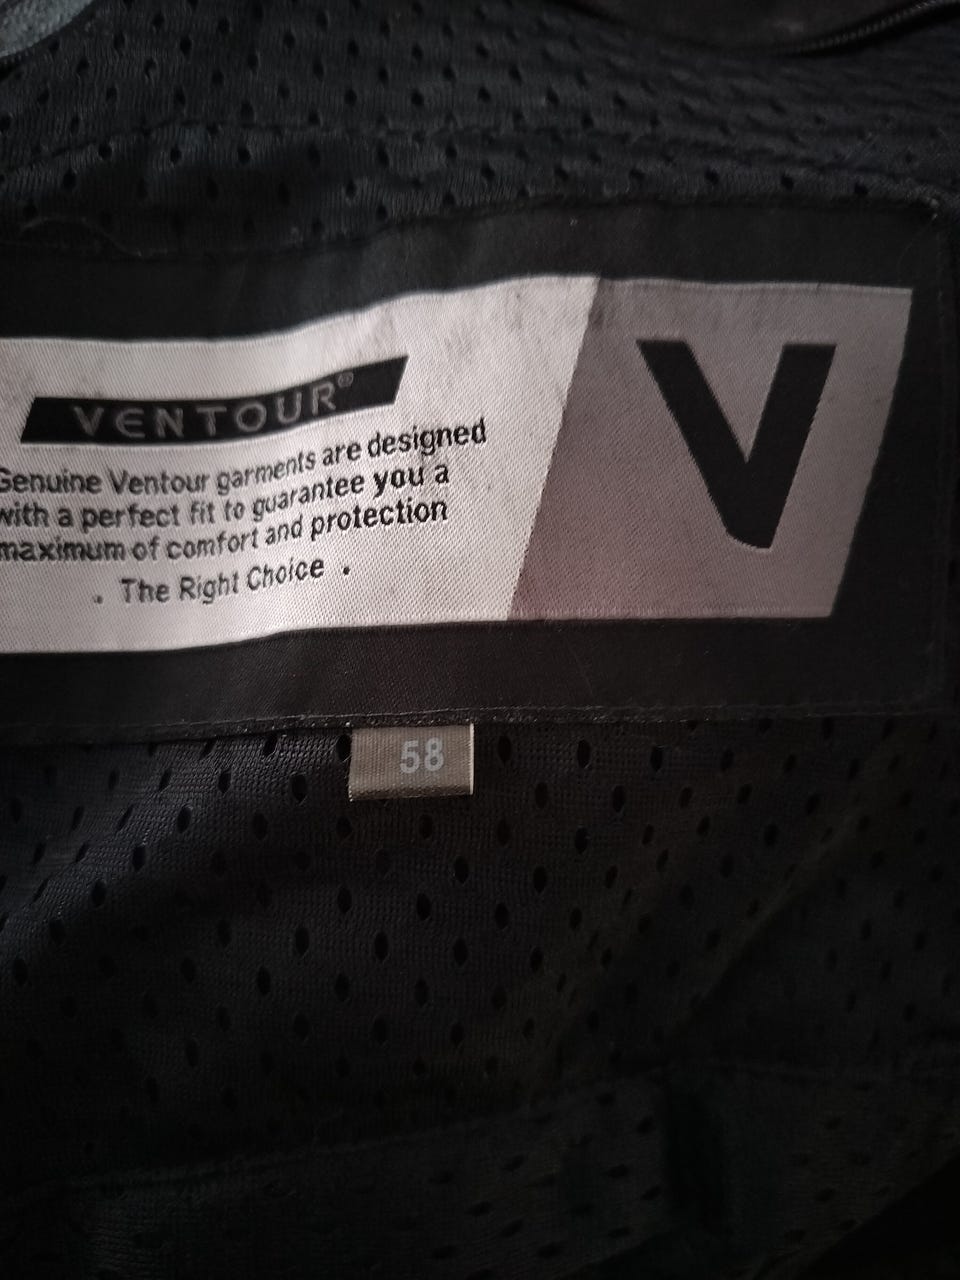 VENTOUR®
Genuine Ventour garments are designed
with a perfect fit to guarantee you a
maximum of comfort and protection
. The Right Choice .
V
58